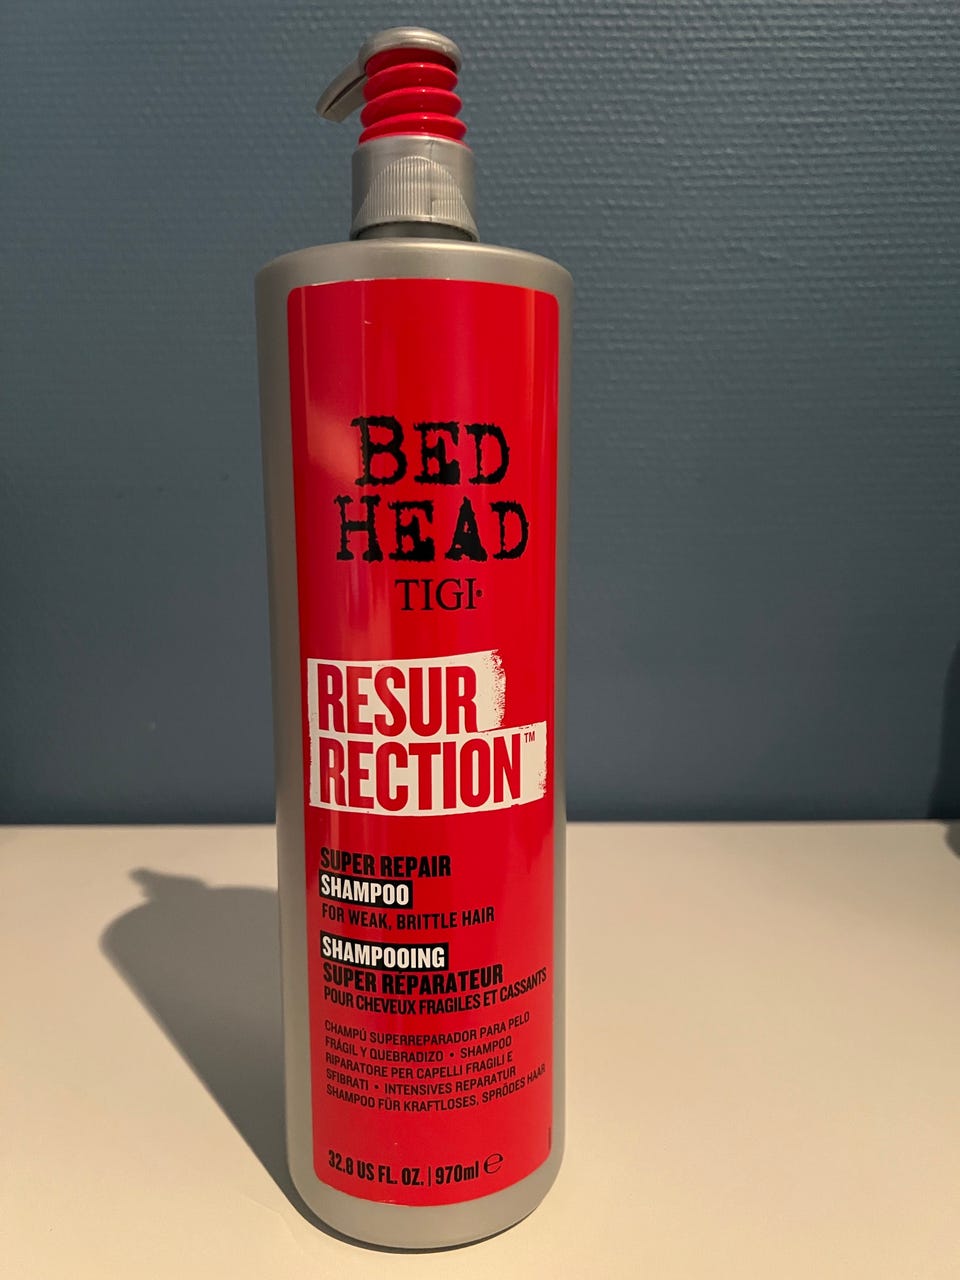 BED
HEAD
TIGI®
RESUR
RECTION™
SUPER REPAIR
SHAMPOO
FOR WEAK, BRITTLE HAIR
SHAMPOOING
SUPER RÉPARATEUR
POUR CHEVEUX FRAGILES ET CASSANTS
CHAMPÚ SUPERREPARADOR PARA PELO
FRÁGIL Y QUEBRADIZO • SHAMPOO
RIPARATORE PER CAPELLI FRAGILI E
SFIBRATI • INTENSIVES REPARATUR
SHAMPOO FÜR KRAFTLOSES, SPRÖDES HAAR
32.8 US FL. OZ. | 970ml ℮